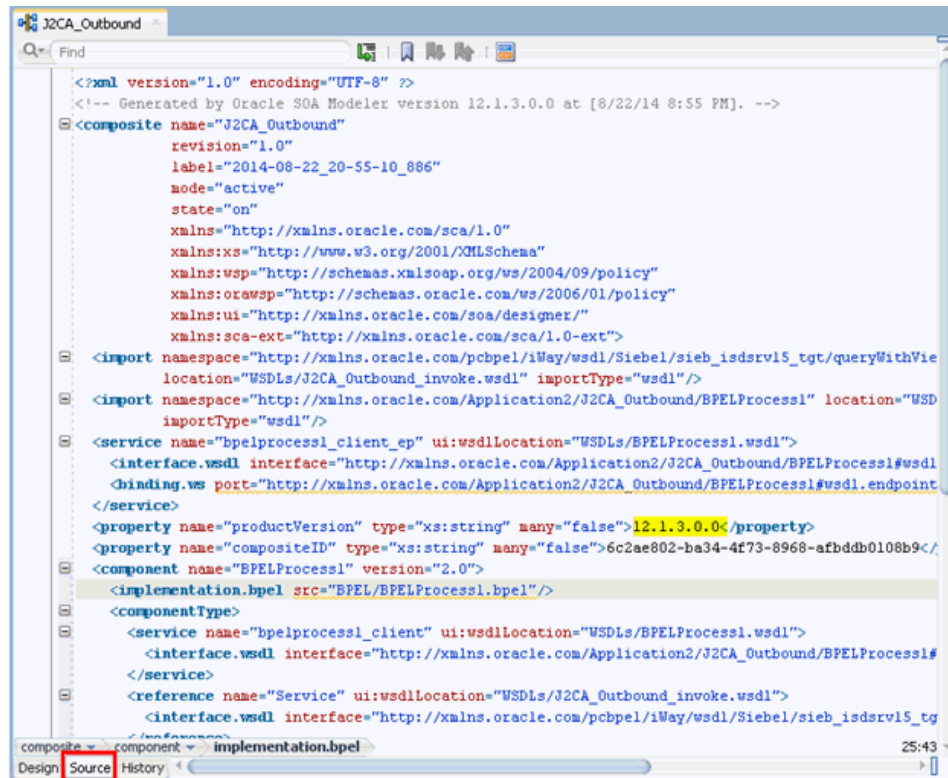 J2CA_Outbound
Find
<?xml version="1.0" encoding="UTF-8" ?>
<!-- Generated by Oracle SOA Modeler version 12.1.3.0.0 at [8/22/14 8:55 PM]. -->
<composite name="J2CA_Outbound"
revision="1.0"
label="2014-08-22_20-55-10_886"
mode="active"
state="on"
xmlns="http://xmlns.oracle.com/sca/1.0"
xmlns:xs="http://www.w3.org/2001/XMLSchema"
xmlns:wsp="http://schemas.xmlsoap.org/ws/2004/09/policy"
xmlns:orawsp="http://schemas.oracle.com/ws/2006/01/policy"
xmlns:ui="http://xmlns.oracle.com/soa/designer/"
xmlns:sca-ext="http://xmlns.oracle.com/sca/1.0-ext">
<import namespace="http://xmlns.oracle.com/pcbpel/iWay/wsdl/Siebel/sieb_isdsrv15_tgt/queryWithVie
location="WSDLs/J2CA_Outbound_invoke.wsdl" importType="wsdl"/>
<import namespace="http://xmlns.oracle.com/Application2/J2CA_Outbound/BPELProcess1" location="WSD
importType="wsdl"/>
<service name="bpelprocess1_client_ep" ui:wsdlLocation="WSDLs/BPELProcess1.wsdl">
<interface.wsdl interface="http://xmlns.oracle.com/Application2/J2CA_Outbound/BPELProcess1#wsdl
<binding.ws port="http://xmlns.oracle.com/Application2/J2CA_Outbound/BPELProcess1#wsdl.endpoint
</service>
<property name="productVersion" type="xs:string" many="false">12.1.3.0.0</property>
<property name="compositeID" type="xs:string" many="false">6c2ae802-ba34-4f73-8968-afbddb0108b9</
<component name="BPELProcess1" version="2.0">
<implementation.bpel src="BPEL/BPELProcess1.bpel"/>
<componentType>
<service name="bpelprocess1_client" ui:wsdlLocation="WSDLs/BPELProcess1.wsdl">
<interface.wsdl interface="http://xmlns.oracle.com/Application2/J2CA_Outbound/BPELProcess1#
</service>
<reference name="Service" ui:wsdlLocation="WSDLs/J2CA_Outbound_invoke.wsdl">
<interface.wsdl interface="http://xmlns.oracle.com/pcbpel/iWay/wsdl/Siebel/sieb_isdsrv15_tg
</reference>
composite component implementation.bpel 25:43
Design Source History